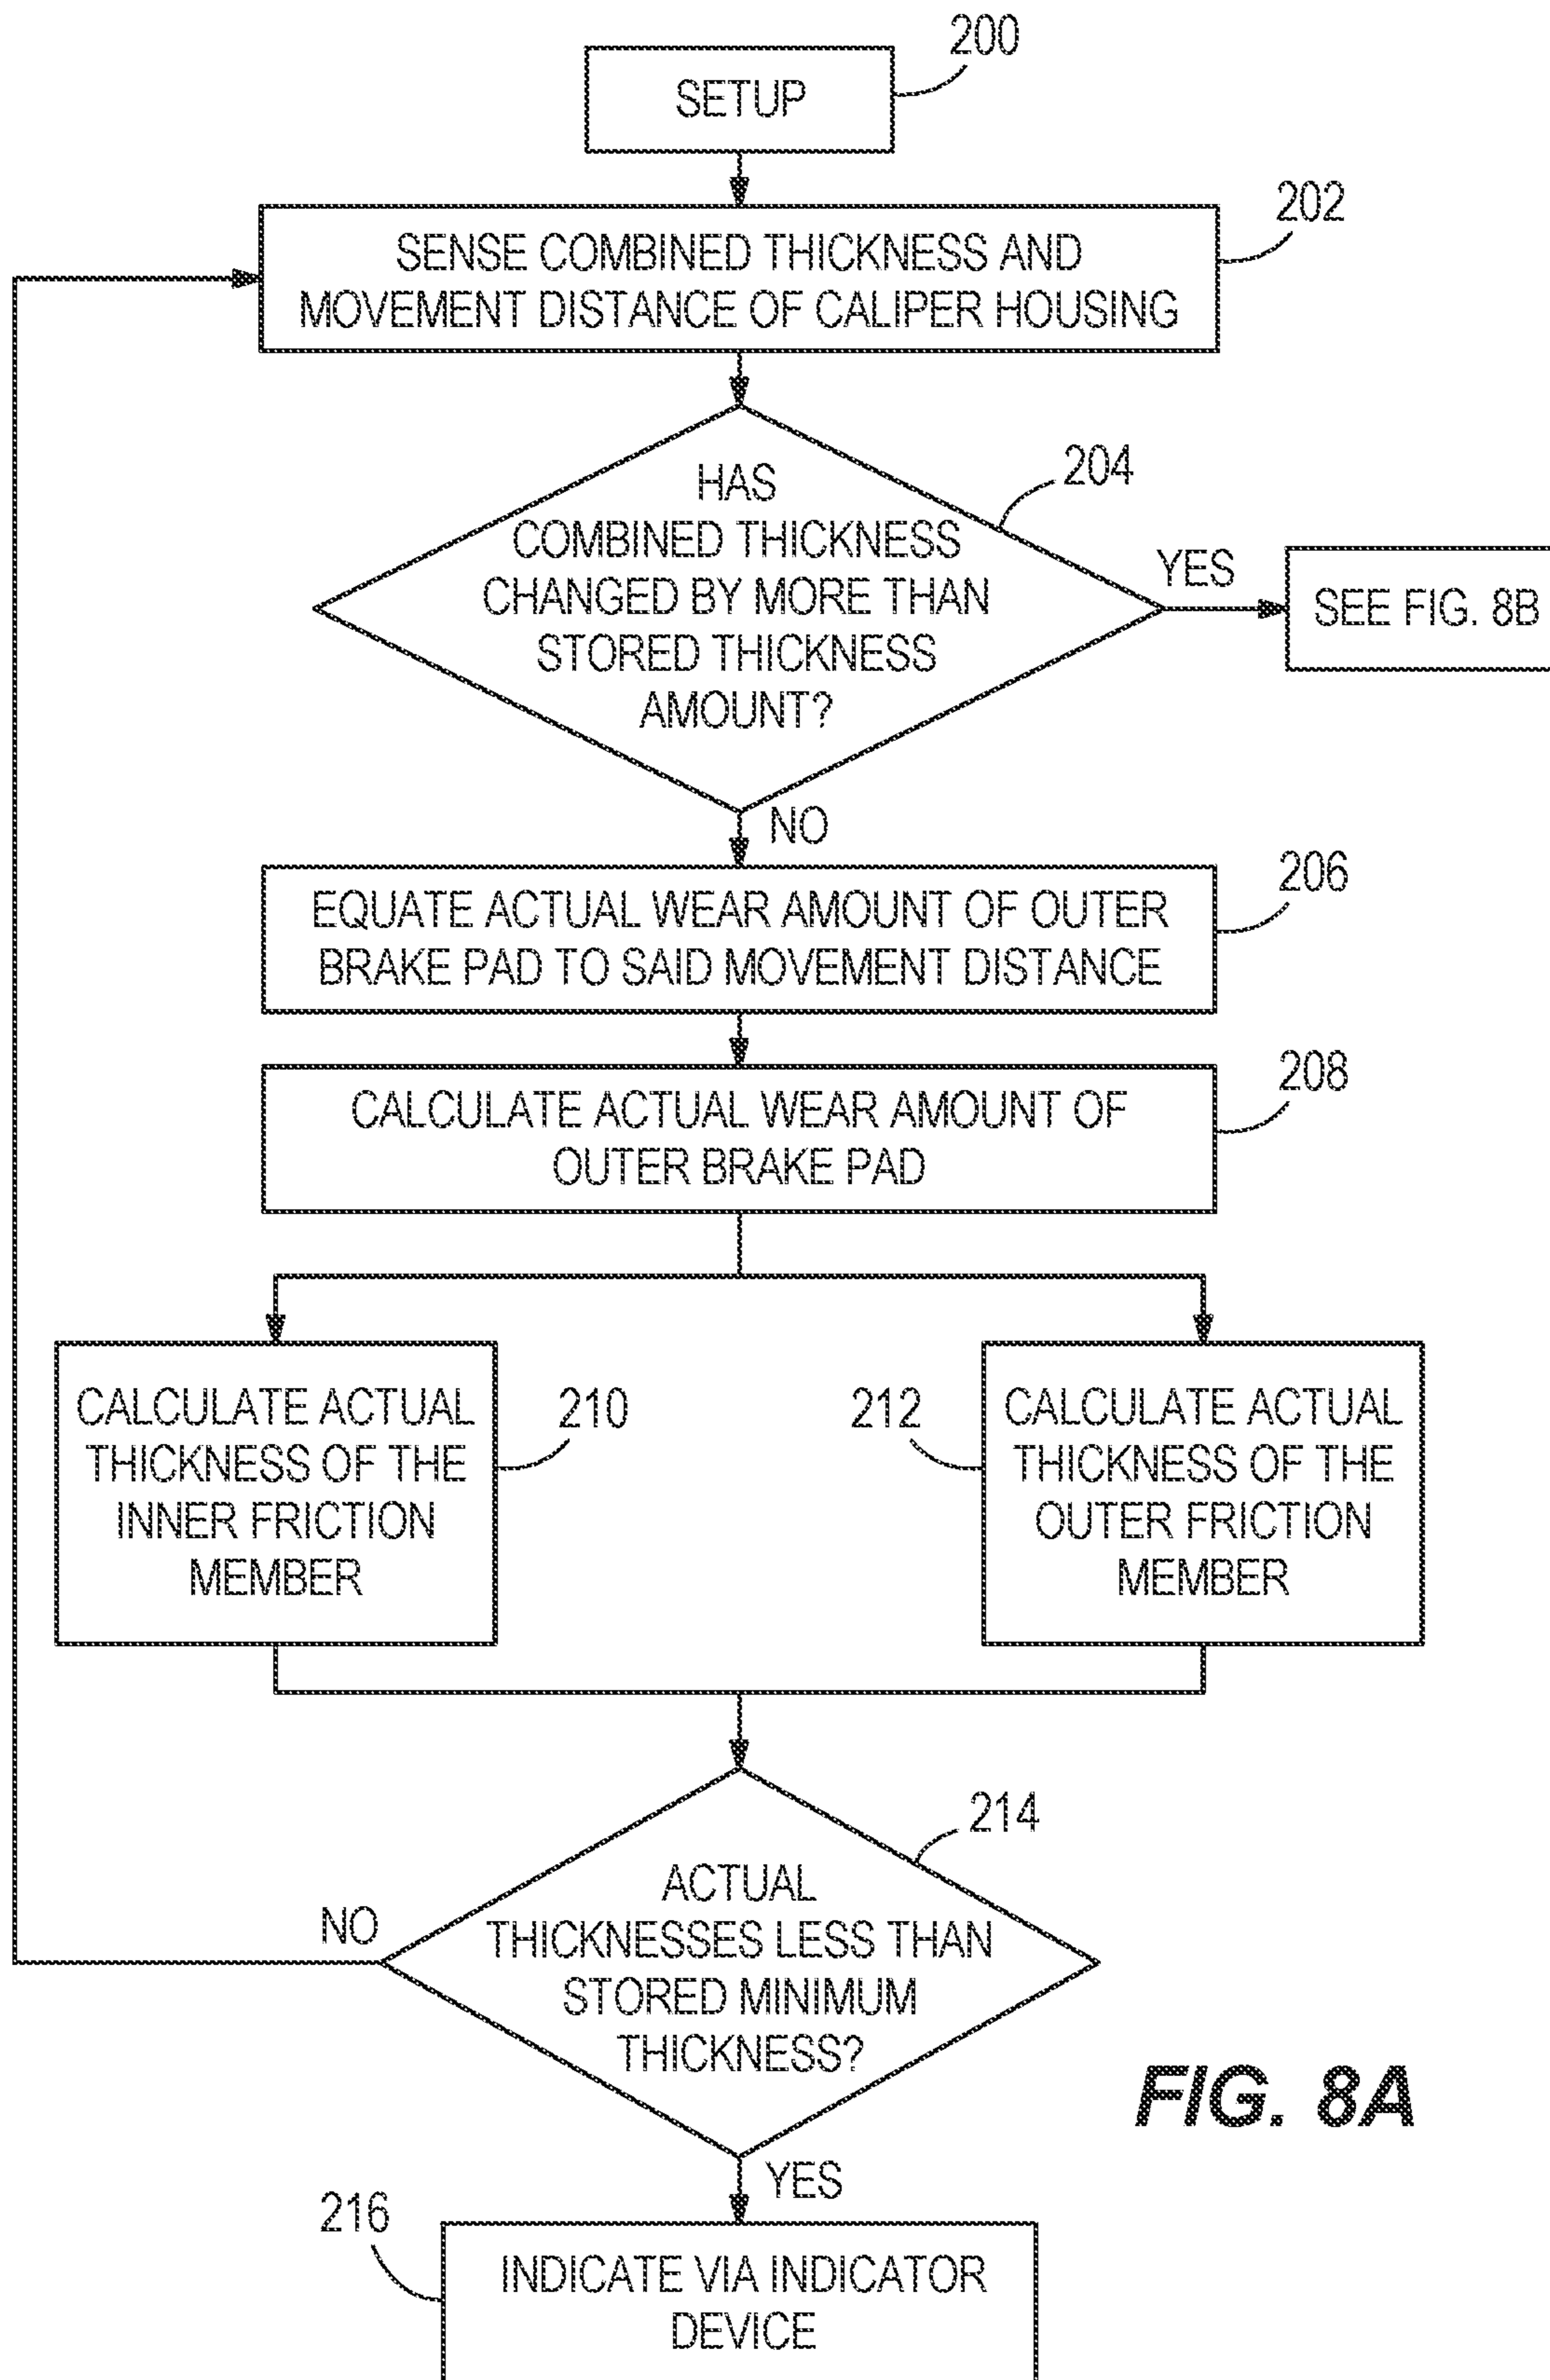 200
SETUP
202
SENSE COMBINED THICKNESS AND
MOVEMENT DISTANCE OF CALIPER HOUSING
204
HAS
COMBINED THICKNESS
CHANGED BY MORE THAN
STORED THICKNESS
AMOUNT?
YES
SEE FIG. 8B
NO
206
EQUATE ACTUAL WEAR AMOUNT OF OUTER
BRAKE PAD TO SAID MOVEMENT DISTANCE
208
CALCULATE ACTUAL WEAR AMOUNT OF
OUTER BRAKE PAD
CALCULATE ACTUAL
THICKNESS OF THE
INNER FRICTION
MEMBER
210
212
CALCULATE ACTUAL
THICKNESS OF THE
OUTER FRICTION
MEMBER
214
ACTUAL
THICKNESSES LESS THAN
STORED MINIMUM
THICKNESS?
NO
YES
FIG. 8A
216
INDICATE VIA INDICATOR
DEVICE